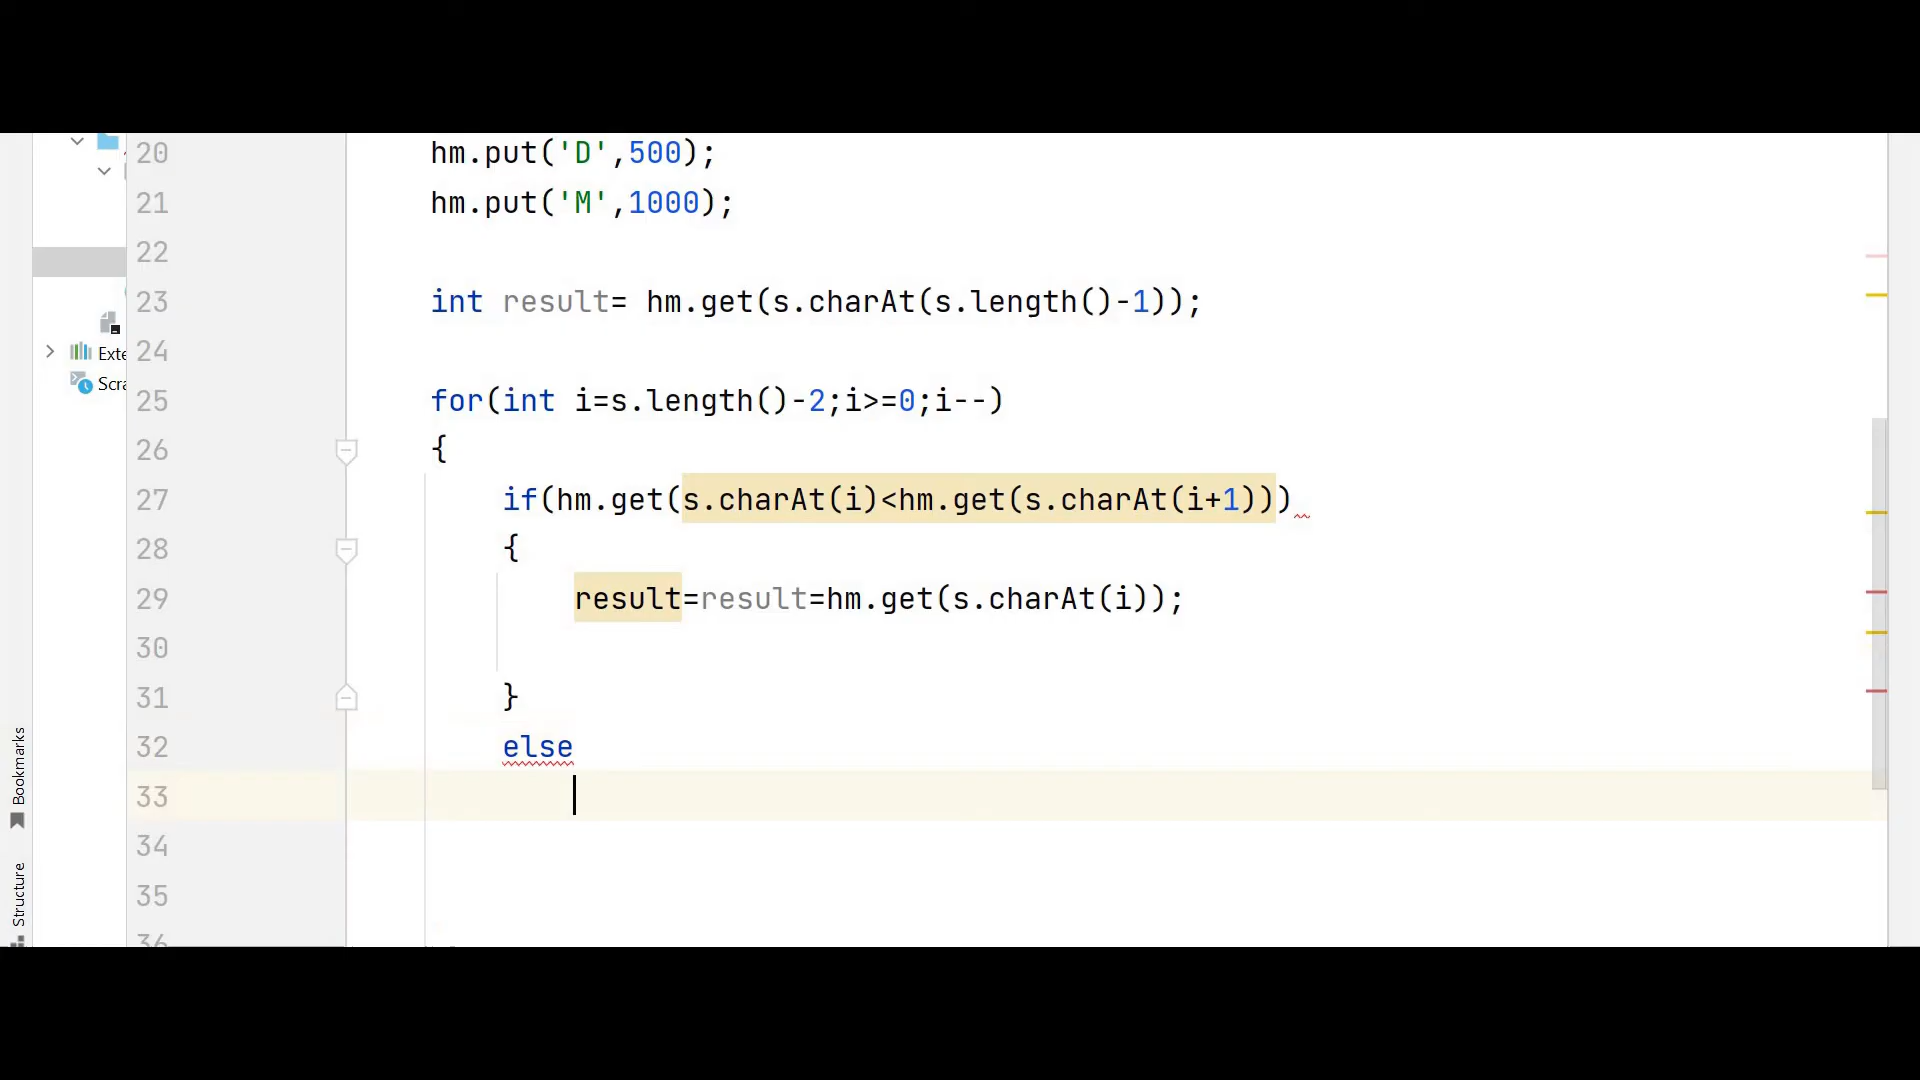 20 hm.put('D',500);
21 hm.put('M',1000);
22
23 int result= hm.get(s.charAt(s.length()-1));
24
25 for(int i=s.length()-2;i>=0;i--)
26 {
27 if(hm.get(s.charAt(i)<hm.get(s.charAt(i+1)))
28 {
29 result=result=hm.get(s.charAt(i));
30
31 }
32 else
33
34
35
36
Exte
Scra
Bookmarks
Structure